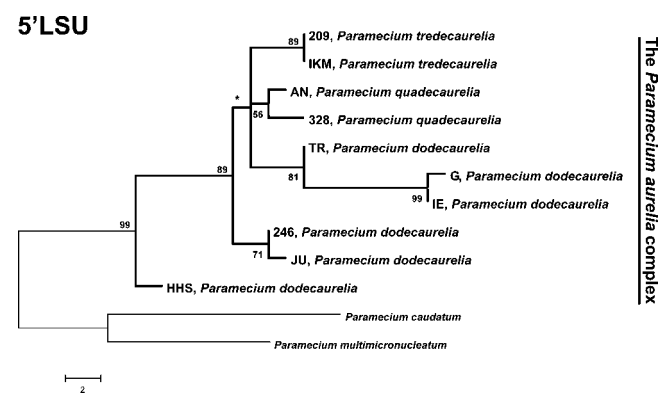 5'LSU
89
209, Paramecium tredecaurelia
IKM, Paramecium tredecaurelia
AN, Paramecium quadecaurelia
*
56
328, Paramecium quadecaurelia
TR, Paramecium dodecaurelia
89
81
G, Paramecium dodecaurelia
99
IE, Paramecium dodecaurelia
99
246, Paramecium dodecaurelia
71
JU, Paramecium dodecaurelia
HHS, Paramecium dodecaurelia
Paramecium caudatum
Paramecium multimicronucleatum
2
The Paramecium aurelia complex